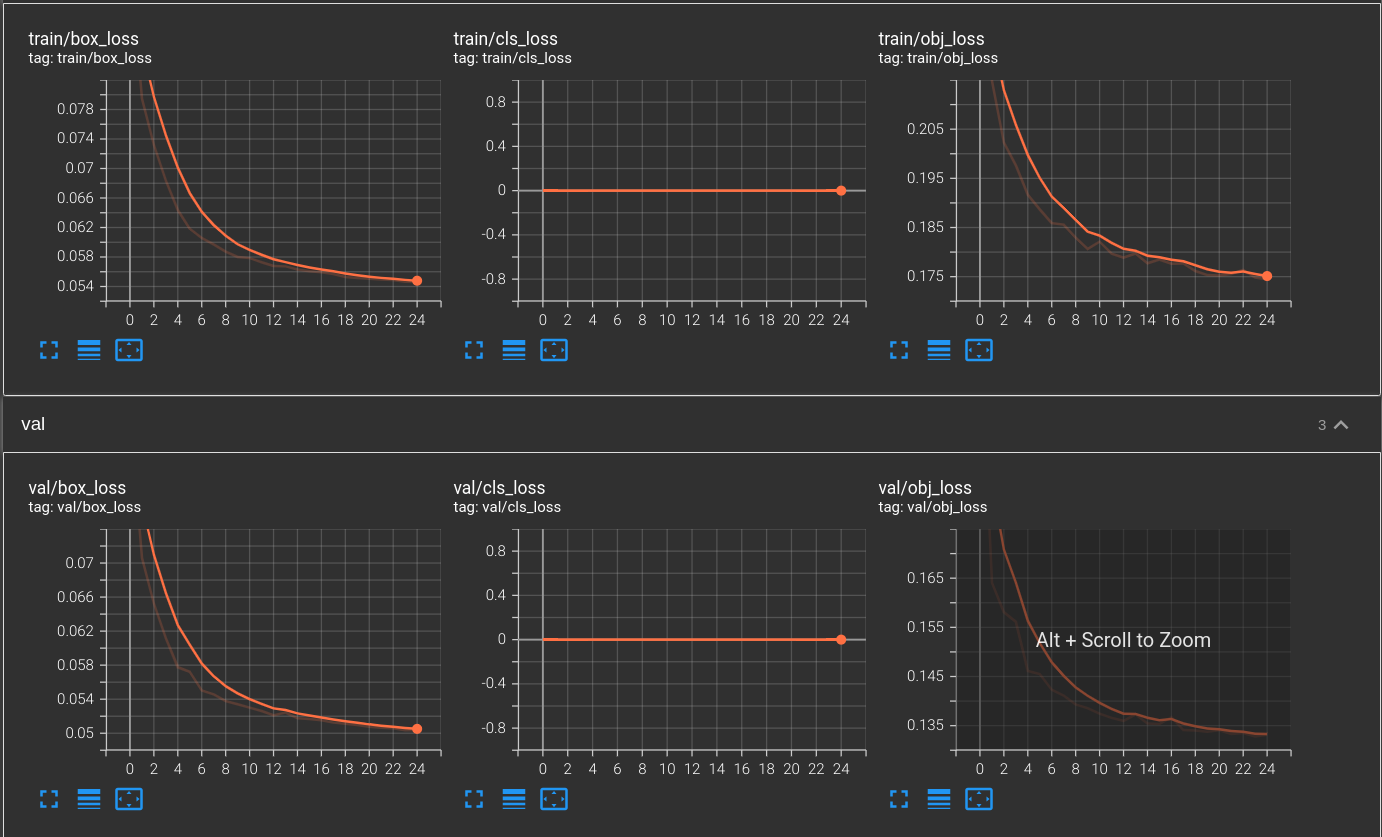 train/box_loss
tag: train/box_loss
0.078
0.074
0.07
0.066
0.062
0.058
0.054
0 2 4 6 8 10 12 14 16 18 20 22 24
train/cls_loss
tag: train/cls_loss
0.8
0.4
0
-0.4
-0.8
0 2 4 6 8 10 12 14 16 18 20 22 24
train/obj_loss
tag: train/obj_loss
0.205
0.195
0.185
0.175
0 2 4 6 8 10 12 14 16 18 20 22 24
val
3
val/box_loss
tag: val/box_loss
0.07
0.066
0.062
0.058
0.054
0.05
0 2 4 6 8 10 12 14 16 18 20 22 24
val/cls_loss
tag: val/cls_loss
0.8
0.4
0
-0.4
-0.8
0 2 4 6 8 10 12 14 16 18 20 22 24
val/obj_loss
tag: val/obj_loss
0.165
0.155
0.145
0.135
Alt + Scroll to Zoom
0 2 4 6 8 10 12 14 16 18 20 22 24